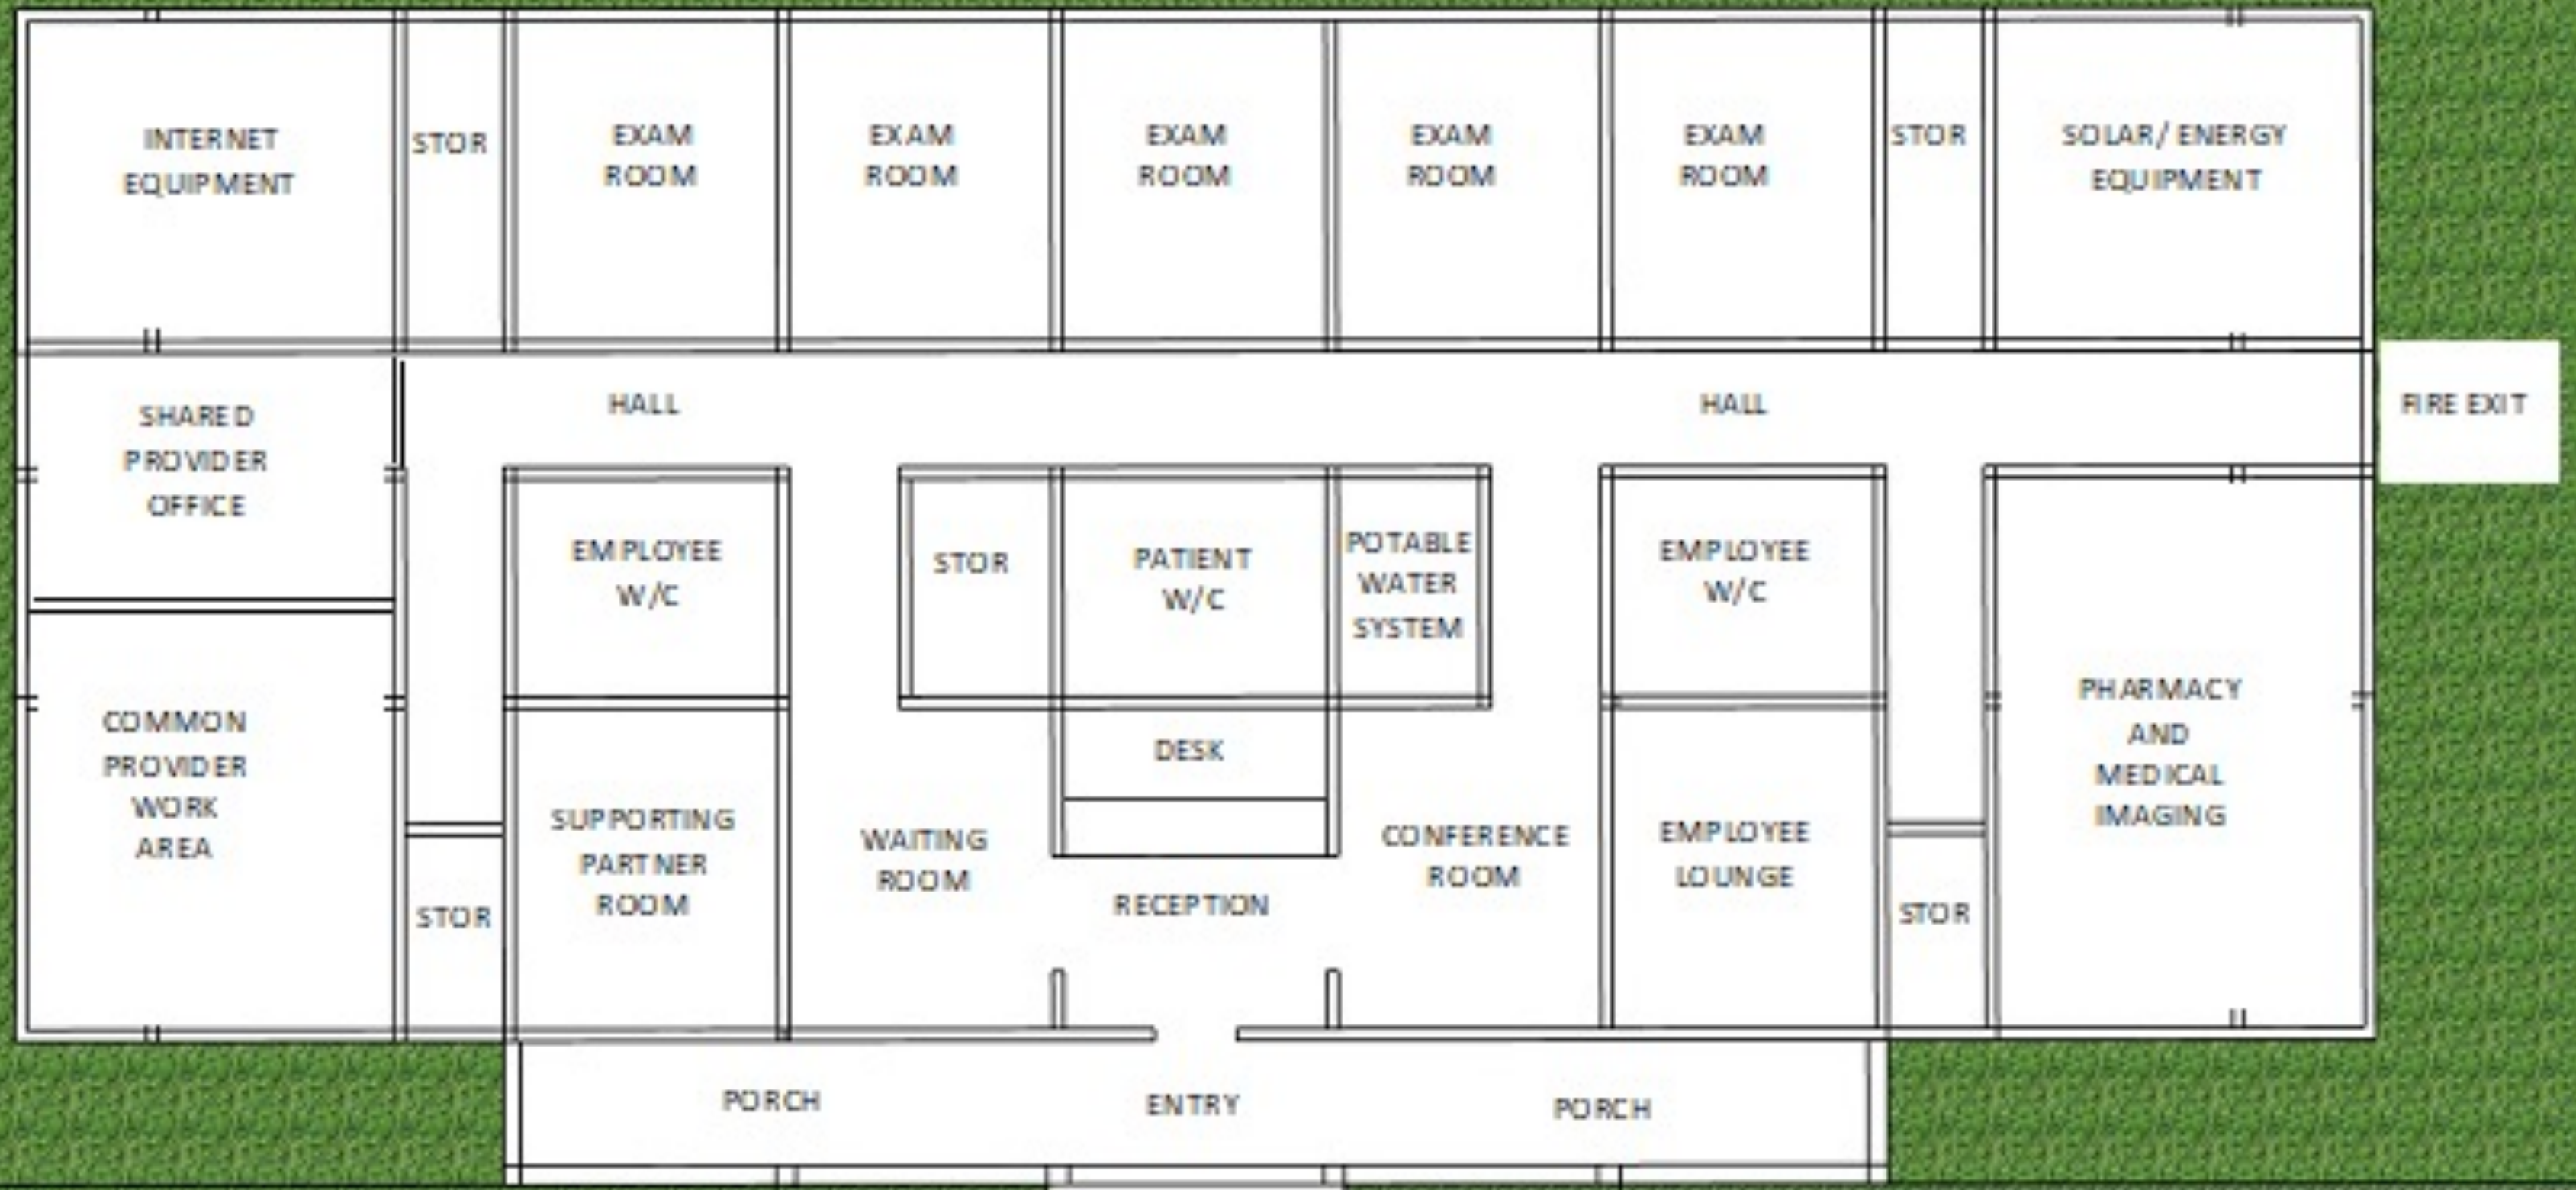 INTERNET
EQUIPMENT
STOR
EXAM
ROOM
EXAM
ROOM
EXAM
ROOM
EXAM
ROOM
EXAM
ROOM
STOR
SOLAR/ ENERGY
EQUIPMENT
SHARED
PROVIDER
OFFICE
HALL
HALL
FIRE EXIT
EMPLOYEE
W/C
STOR
PATIENT
W/C
POTABLE
WATER
SYSTEM
EMPLOYEE
W/C
COMMON
PROVIDER
WORK
AREA
STOR
SUPPORTING
PARTNER
ROOM
WAITING
ROOM
DESK
RECEPTION
CONFERENCE
ROOM
EMPLOYEE
LOUNGE
STOR
PHARMACY
AND
MEDICAL
IMAGING
PORCH
ENTRY
PORCH